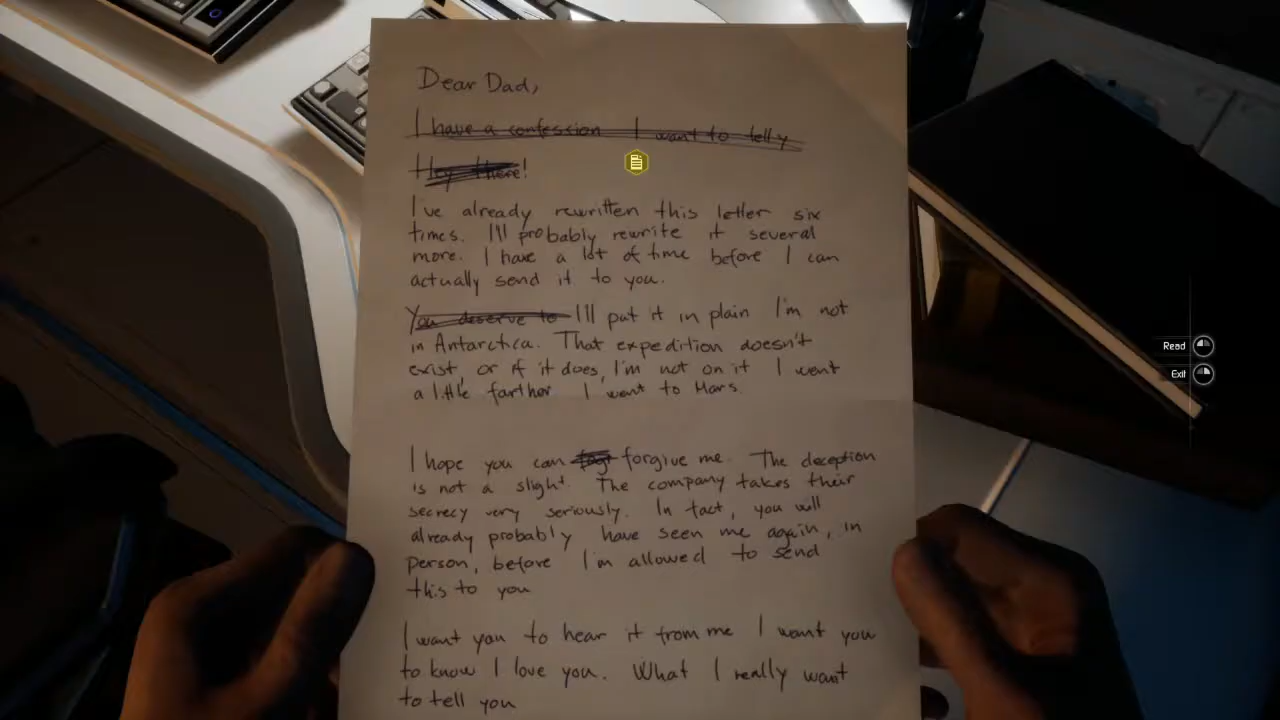 Dear Dad,
I have a confession I want to tell y
Hey there!
I've already rewritten this letter six
times. I'll probably rewrite it several
more. I have a lot of time before I can
actually send it to you.
You deserve to I'll put it in plain I'm not
in Antarctica. That expedition doesn't
exist, or if it does, I'm not on it I went
a little farther I went to Mars.
I hope you can forgive me. The deception
is not a slight. The company takes their
secrecy very seriously. In fact, you will
already probably have seen me again, in
person, before I'm allowed to send
this to you
I want you to hear it from me I want you
to know I love you. What I really want
to tell you
Read
Exit